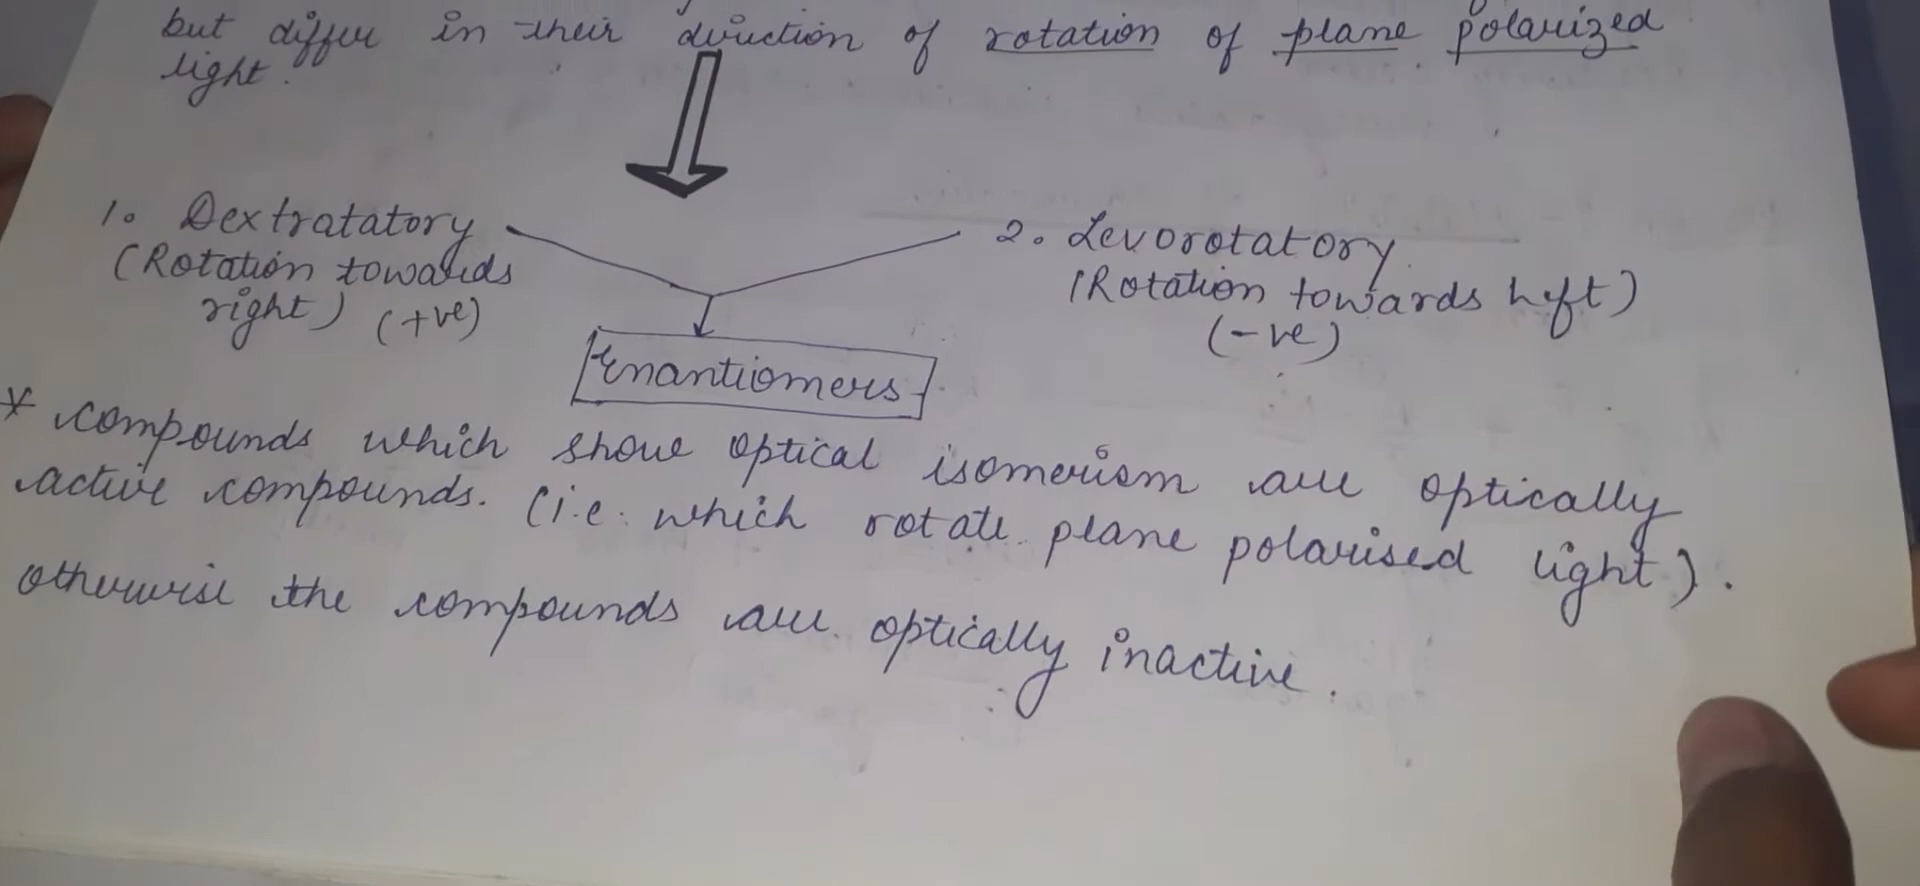 but differ in their direction of rotation of plane polarized
light.
1. Dextratatory
(Rotation towards
right) (+ve)
2. Levorotatory
(Rotation towards left)
(-ve)
Enantiomers
* compounds which show optical isomerism are optically
active compounds. (i.e. which rotate plane polarised light).
otherwise the compounds are optically inactive.